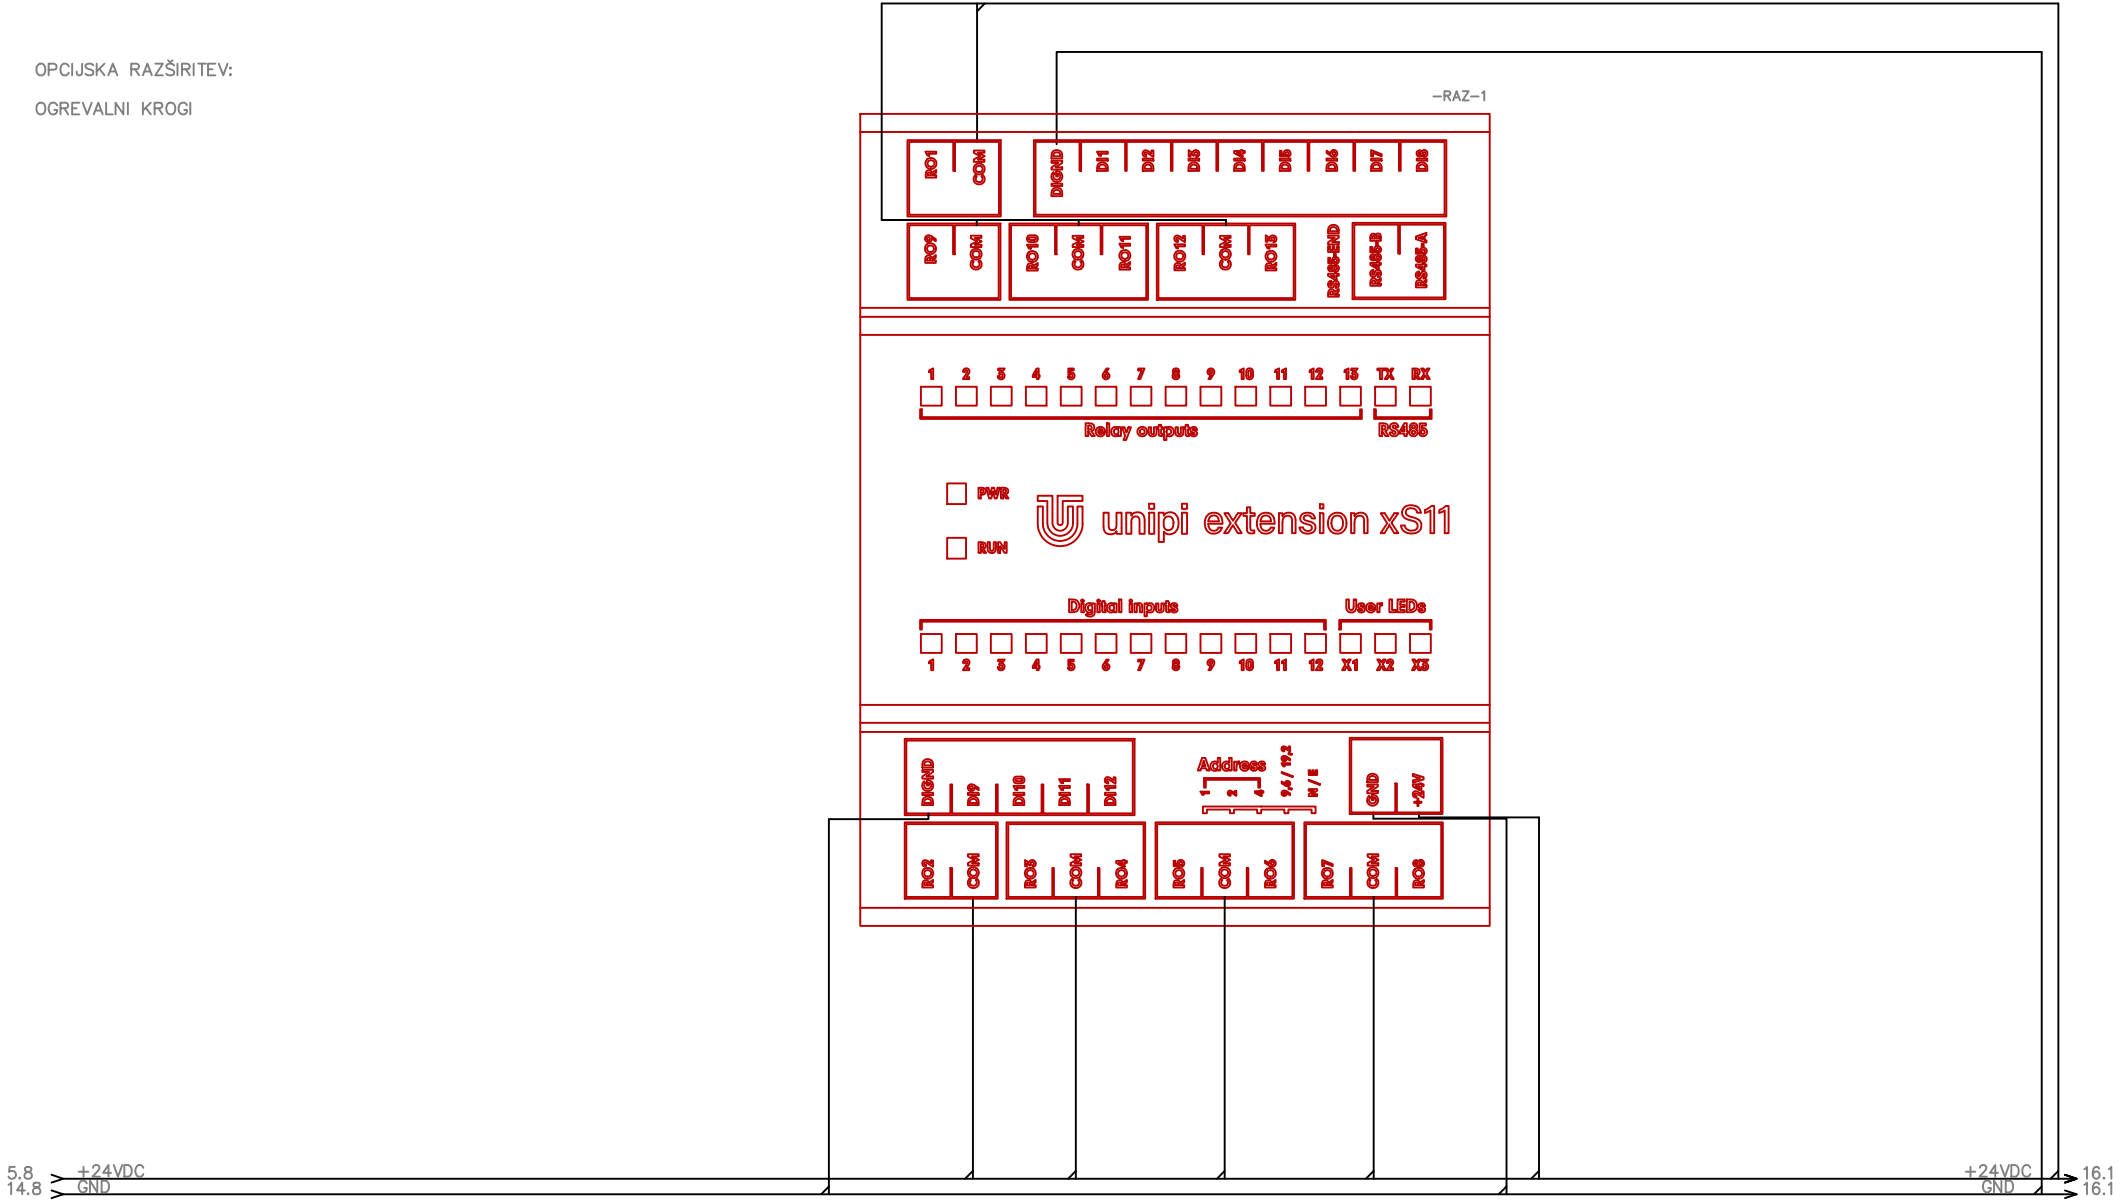 OPCIJSKA RAZŠIRITEV:
OGREVALNI KROGI
-RAZ-1
RO1 COM DIGND DI1 DI2 DI3 DI4 DI5 DI6 DI7 DI8
RO9 COM RO10 COM RO11 RO12 COM RO13 RS485-END RS485-B RS485-A
1 2 3 4 5 6 7 8 9 10 11 12 13 TX RX
Relay outputs RS485
PWR
unipi extension xS11
RUN
Digital inputs User LEDs
1 2 3 4 5 6 7 8 9 10 11 12 X1 X2 X3
DIGND DI9 DI10 DI11 DI12 Address 1 2 4 9,6 / 19,2 N / E GND +24V
RO2 COM RO3 COM RO4 RO5 COM RO6 RO7 COM RO8
5.8 +24VDC +24VDC 16.1
14.8 GND GND 16.1